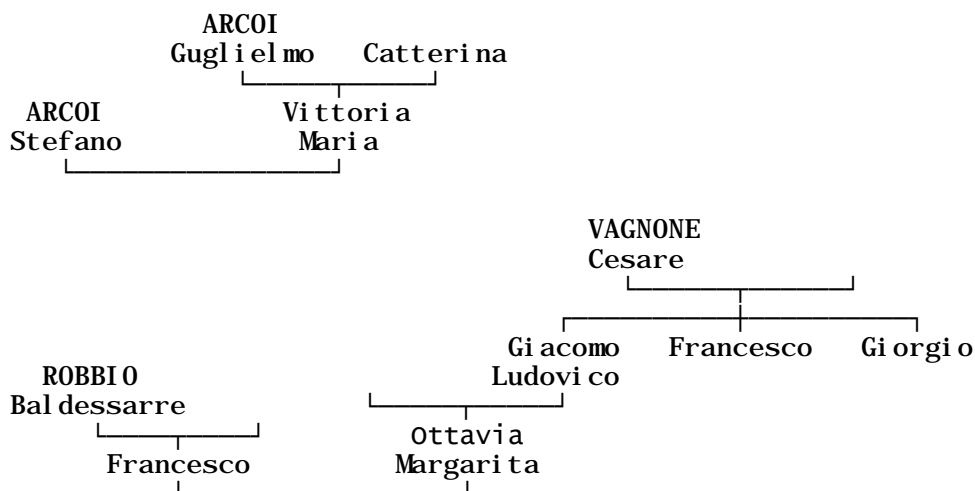 ARCOI
Guglielmo Catterina
ARCOI Vittoria
Stefano Maria
VAGNONE
Cesare
Giacomo Francesco Giorgio
ROBBIO Ludovico
Baldessarre
Ottavia
Francesco Margarita